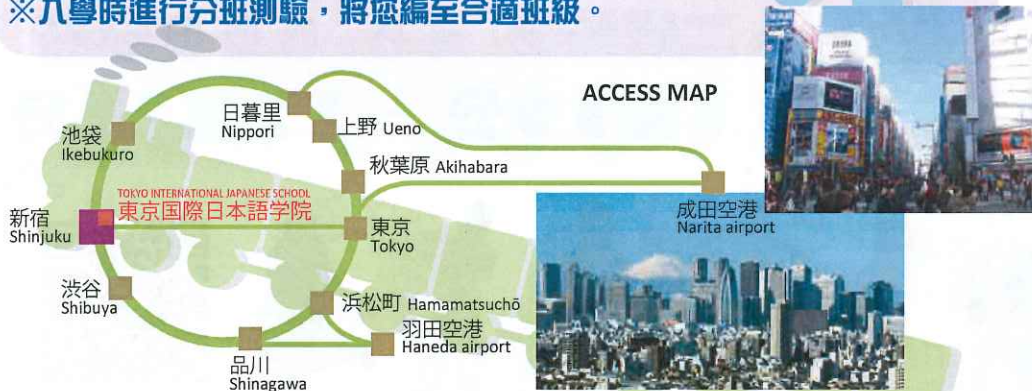 ※入學時進行分班測驗，將您編至合適班級。
ACCESS MAP
日暮里
Nippori
上野 Ueno
池袋
Ikebukuro
秋葉原 Akihabara
TOKYO INTERNATIONAL JAPANESE SCHOOL
東京国際日本語学院
新宿
Shinjuku
東京
Tokyo
成田空港
Narita airport
渋谷
Shibuya
浜松町 Hamamatsuchō
羽田空港
Haneda airport
品川
Shinagawa